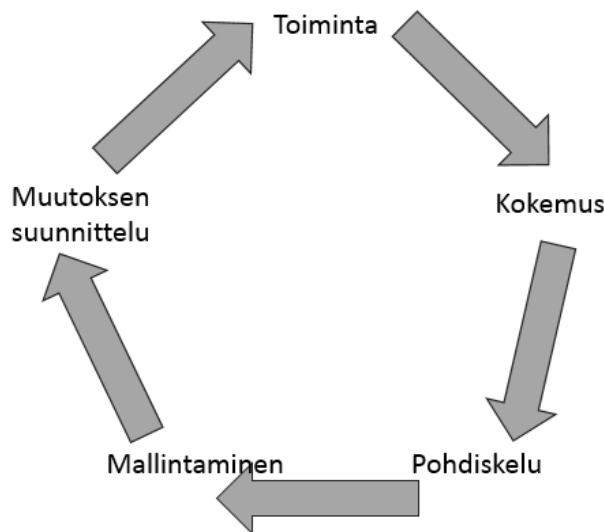 Toiminta
Kokemus
Pohdiskelu
Mallintaminen
Muutoksen
suunnittelu